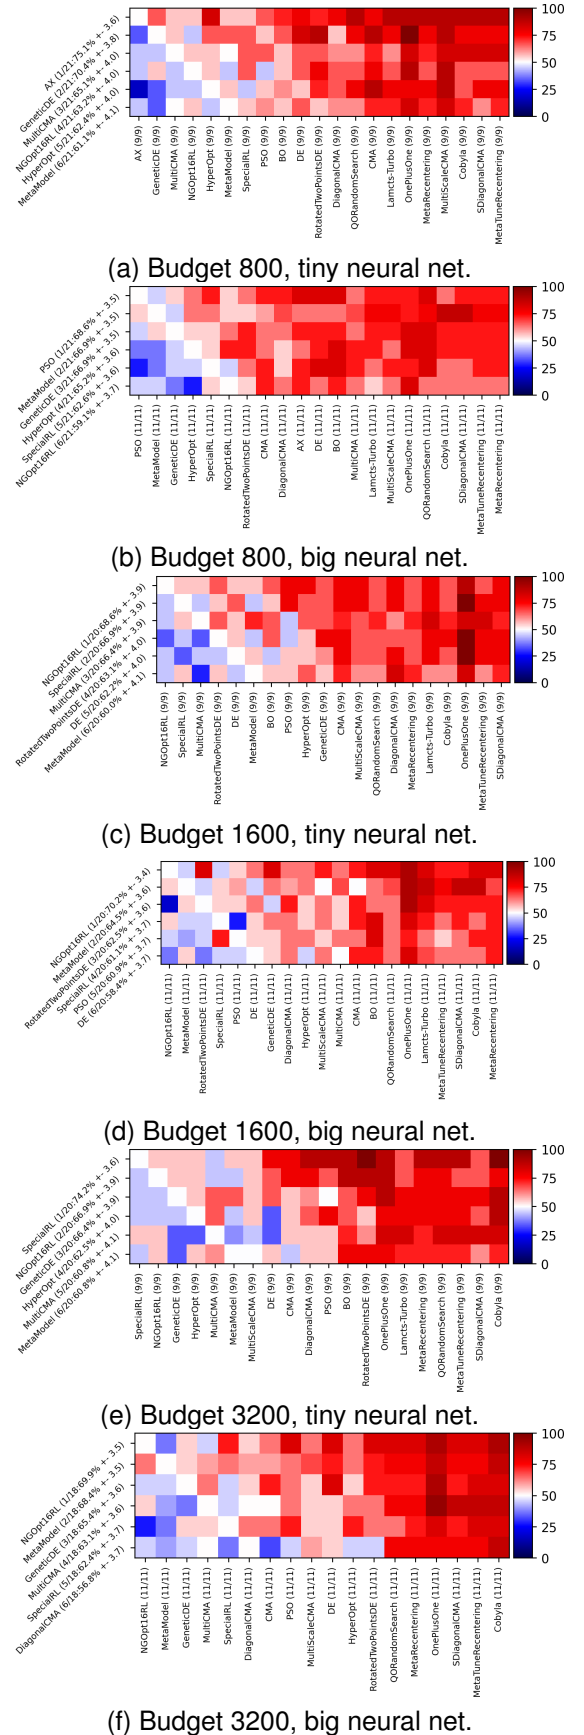 AX (1/21:75.1% +- 3.6)
GeneticDE (2/21:70.4% +- 3.8)
MultiCMA (3/21:65.1% +- 4.0)
NGOpt16RL (4/21:63.2% +- 4.0)
HyperOpt (5/21:62.4% +- 4.0)
MetaModel (6/21:61.1% +- 4.1)
AX (9/9)
GeneticDE (9/9)
MultiCMA (9/9)
NGOpt16RL (9/9)
HyperOpt (9/9)
MetaModel (9/9)
SpecialRL (9/9)
PSO (9/9)
BO (9/9)
DE (9/9)
RotatedTwoPointsDE (9/9)
DiagonalCMA (9/9)
QORandomSearch (9/9)
CMA (9/9)
Lamcts-Turbo (9/9)
OnePlusOne (9/9)
MetaRecentering (9/9)
MultiScaleCMA (9/9)
Cobyla (9/9)
SDiagonalCMA (9/9)
MetaTuneRecentering (9/9)
100
75
50
25
0
(a) Budget 800, tiny neural net.
PSO (1/21:68.6% +- 3.5)
MetaModel (2/21:66.9% +- 3.5)
GeneticDE (3/21:66.9% +- 3.5)
HyperOpt (4/21:65.2% +- 3.6)
SpecialRL (5/21:62.6% +- 3.6)
NGOpt16RL (6/21:59.1% +- 3.7)
PSO (11/11)
MetaModel (11/11)
GeneticDE (11/11)
HyperOpt (11/11)
SpecialRL (11/11)
NGOpt16RL (11/11)
RotatedTwoPointsDE (11/11)
CMA (11/11)
DiagonalCMA (11/11)
AX (11/11)
DE (11/11)
BO (11/11)
MultiCMA (11/11)
Lamcts-Turbo (11/11)
MultiScaleCMA (11/11)
OnePlusOne (11/11)
QORandomSearch (11/11)
Cobyla (11/11)
SDiagonalCMA (11/11)
MetaTuneRecentering (11/11)
MetaRecentering (11/11)
100
75
50
25
0
(b) Budget 800, big neural net.
NGOpt16RL (1/20:68.6% +- 3.9)
SpecialRL (2/20:66.9% +- 3.9)
MultiCMA (3/20:66.4% +- 3.9)
RotatedTwoPointsDE (4/20:63.1% +- 4.0)
DE (5/20:62.2% +- 4.0)
MetaModel (6/20:60.0% +- 4.1)
NGOpt16RL (9/9)
SpecialRL (9/9)
MultiCMA (9/9)
RotatedTwoPointsDE (9/9)
DE (9/9)
MetaModel (9/9)
BO (9/9)
PSO (9/9)
HyperOpt (9/9)
GeneticDE (9/9)
CMA (9/9)
MultiScaleCMA (9/9)
QORandomSearch (9/9)
DiagonalCMA (9/9)
MetaRecentering (9/9)
Lamcts-Turbo (9/9)
Cobyla (9/9)
OnePlusOne (9/9)
MetaTuneRecentering (9/9)
SDiagonalCMA (9/9)
100
75
50
25
0
(c) Budget 1600, tiny neural net.
NGOpt16RL (1/20:70.2% +- 3.4)
MetaModel (2/20:64.5% +- 3.6)
RotatedTwoPointsDE (3/20:62.5% +- 3.6)
SpecialRL (4/20:61.1% +- 3.7)
PSO (5/20:60.9% +- 3.7)
DE (6/20:58.4% +- 3.7)
NGOpt16RL (11/11)
MetaModel (11/11)
RotatedTwoPointsDE (11/11)
SpecialRL (11/11)
PSO (11/11)
DE (11/11)
GeneticDE (11/11)
DiagonalCMA (11/11)
HyperOpt (11/11)
MultiScaleCMA (11/11)
MultiCMA (11/11)
CMA (11/11)
BO (11/11)
QORandomSearch (11/11)
OnePlusOne (11/11)
Lamcts-Turbo (11/11)
MetaTuneRecentering (11/11)
SDiagonalCMA (11/11)
Cobyla (11/11)
MetaRecentering (11/11)
100
75
50
25
0
(d) Budget 1600, big neural net.
SpecialRL (1/20:74.2% +- 3.6)
NGOpt16RL (2/20:66.9% +- 3.9)
GeneticDE (3/20:66.4% +- 3.9)
HyperOpt (4/20:62.5% +- 4.0)
MultiCMA (5/20:60.8% +- 4.1)
MetaModel (6/20:60.8% +- 4.1)
SpecialRL (9/9)
NGOpt16RL (9/9)
GeneticDE (9/9)
HyperOpt (9/9)
MultiCMA (9/9)
MetaModel (9/9)
MultiScaleCMA (9/9)
DE (9/9)
CMA (9/9)
DiagonalCMA (9/9)
PSO (9/9)
BO (9/9)
RotatedTwoPointsDE (9/9)
OnePlusOne (9/9)
Lamcts-Turbo (9/9)
MetaRecentering (9/9)
QORandomSearch (9/9)
MetaTuneRecentering (9/9)
SDiagonalCMA (9/9)
Cobyla (9/9)
100
75
50
25
0
(e) Budget 3200, tiny neural net.
NGOpt16RL (1/18:69.9% +- 3.5)
MetaModel (2/18:68.4% +- 3.5)
GeneticDE (3/18:65.4% +- 3.6)
MultiCMA (4/18:63.1% +- 3.6)
SpecialRL (5/18:62.4% +- 3.7)
DiagonalCMA (6/18:56.8% +- 3.7)
NGOpt16RL (11/11)
MetaModel (11/11)
GeneticDE (11/11)
MultiCMA (11/11)
SpecialRL (11/11)
DiagonalCMA (11/11)
CMA (11/11)
PSO (11/11)
MultiScaleCMA (11/11)
DE (11/11)
HyperOpt (11/11)
RotatedTwoPointsDE (11/11)
QORandomSearch (11/11)
MetaRecentering (11/11)
OnePlusOne (11/11)
SDiagonalCMA (11/11)
MetaTuneRecentering (11/11)
Cobyla (11/11)
100
75
50
25
0
(f) Budget 3200, big neural net.